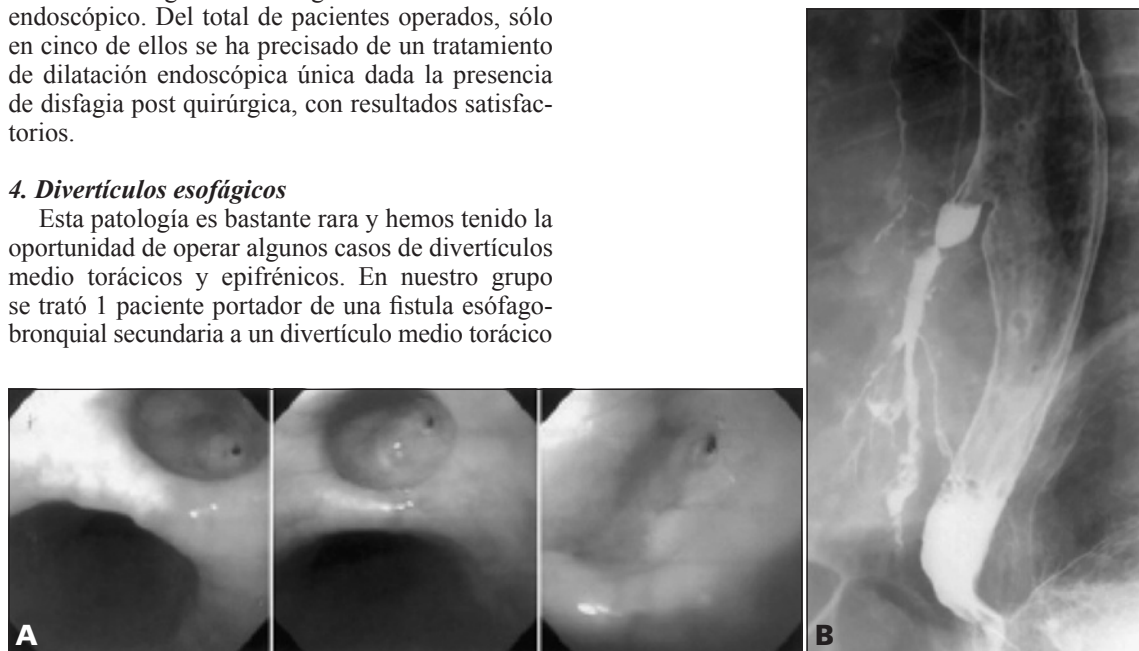 endoscópico. Del total de pacientes operados, sólo
en cinco de ellos se ha precisado de un tratamiento
de dilatación endoscópica única dada la presencia
de disfagia post quirúrgica, con resultados satisfac-
torios.
4. Divertículos esofágicos
Esta patología es bastante rara y hemos tenido la
oportunidad de operar algunos casos de divertículos
medio torácicos y epifrénicos. En nuestro grupo
se trató 1 paciente portador de una fistula esófago-
bronquial secundaria a un divertículo medio torácico
A
B